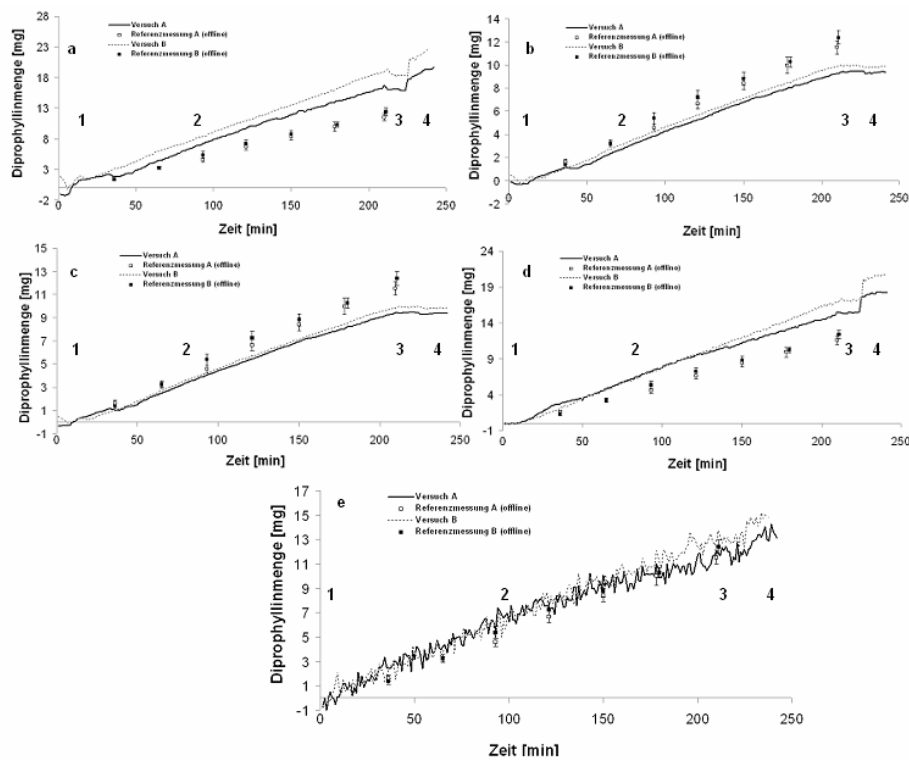 a
Diprophyllinmenge [mg]
28
23
18
13
8
3
-2
Versuch A
Referenzmessung A (offline)
Versuch B
Referenzmessung B (offline)
1
2
3
4
0
50
100
150
200
250
Zeit [min]
b
Diprophyllinmenge [mg]
16
14
12
10
8
6
4
2
0
-2
Versuch A
Referenzmessung A (offline)
Versuch B
Referenzmessung B (offline)
1
2
3
4
0
50
100
150
200
250
Zeit [min]
c
Diprophyllinmenge [mg]
15
13
11
9
7
5
3
1
-1
Versuch A
Referenzmessung A (offline)
Versuch B
Referenzmessung B (offline)
1
2
3
4
0
50
100
150
200
250
Zeit [min]
d
Diprophyllinmenge [mg]
24
19
14
9
4
-1
Versuch A
Referenzmessung A (offline)
Versuch B
Referenzmessung B (offline)
1
2
3
4
0
50
100
150
200
250
Zeit [min]
e
Diprophyllinmenge [mg]
17
15
13
11
9
7
5
3
1
-1
Versuch A
Referenzmessung A (offline)
Versuch B
Referenzmessung B (offline)
1
2
3
4
0
50
100
150
200
250
Zeit [min]